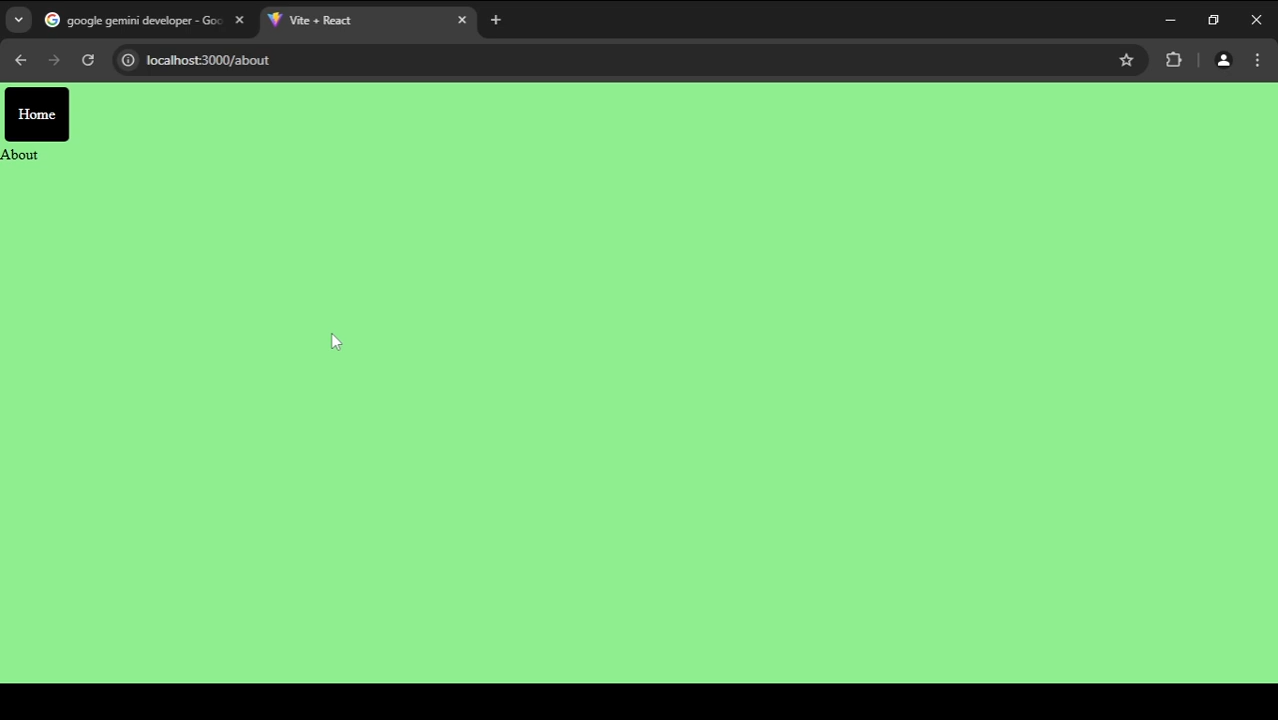 google gemini developer - Goo
Vite + React
localhost:3000/about
Home
About